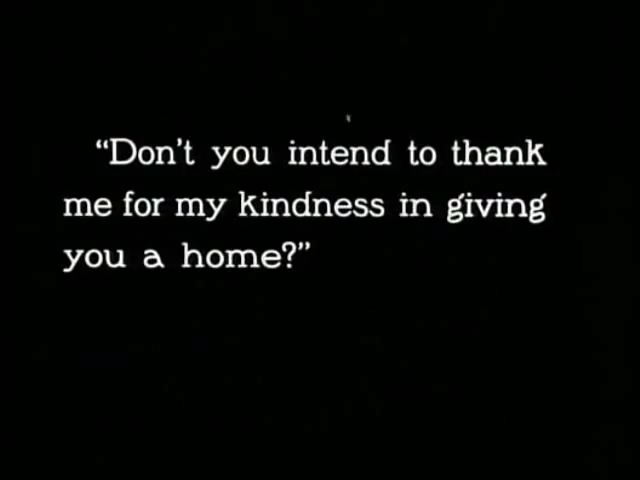 “Don't you intend to thank
me for my kindness in giving
you a home?”